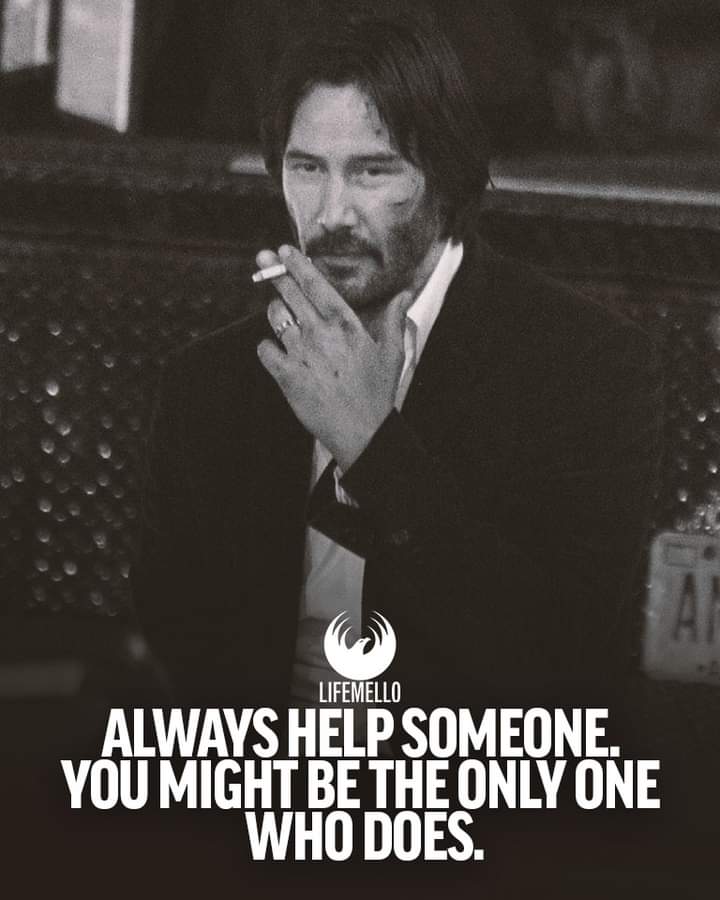 LIFEMELLO
ALWAYS HELP SOMEONE.
YOU MIGHT BE THE ONLY ONE
WHO DOES.